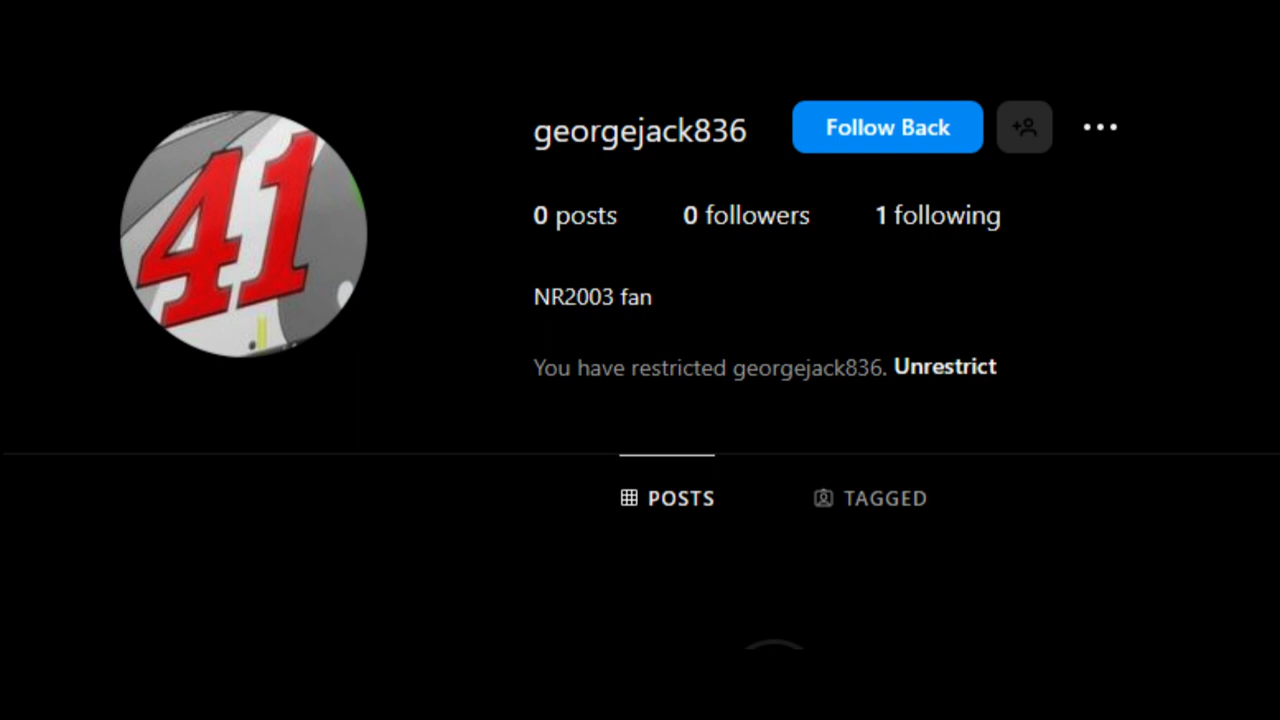 41
georgejack836 Follow Back
0 posts 0 followers 1 following
NR2003 fan
You have restricted georgejack836. Unrestrict
POSTS TAGGED